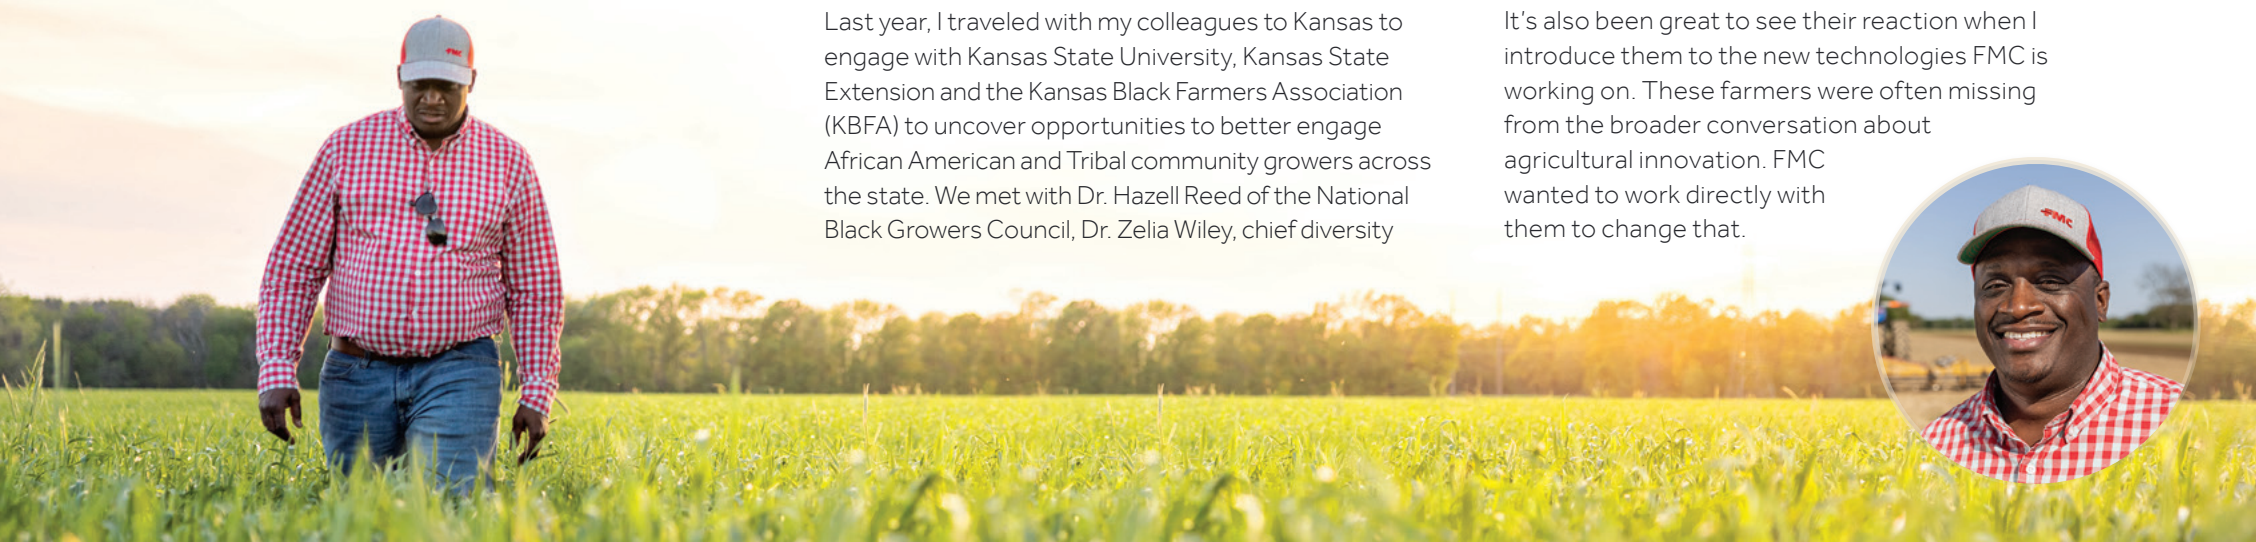 Last year, I traveled with my colleagues to Kansas to
engage with Kansas State University, Kansas State
Extension and the Kansas Black Farmers Association
(KBFA) to uncover opportunities to better engage
African American and Tribal community growers across
the state. We met with Dr. Hazell Reed of the National
Black Growers Council, Dr. Zelia Wiley, chief diversity
It's also been great to see their reaction when I
introduce them to the new technologies FMC is
working on. These farmers were often missing
from the broader conversation about
agricultural innovation. FMC
wanted to work directly with
them to change that.
FMC
FMC